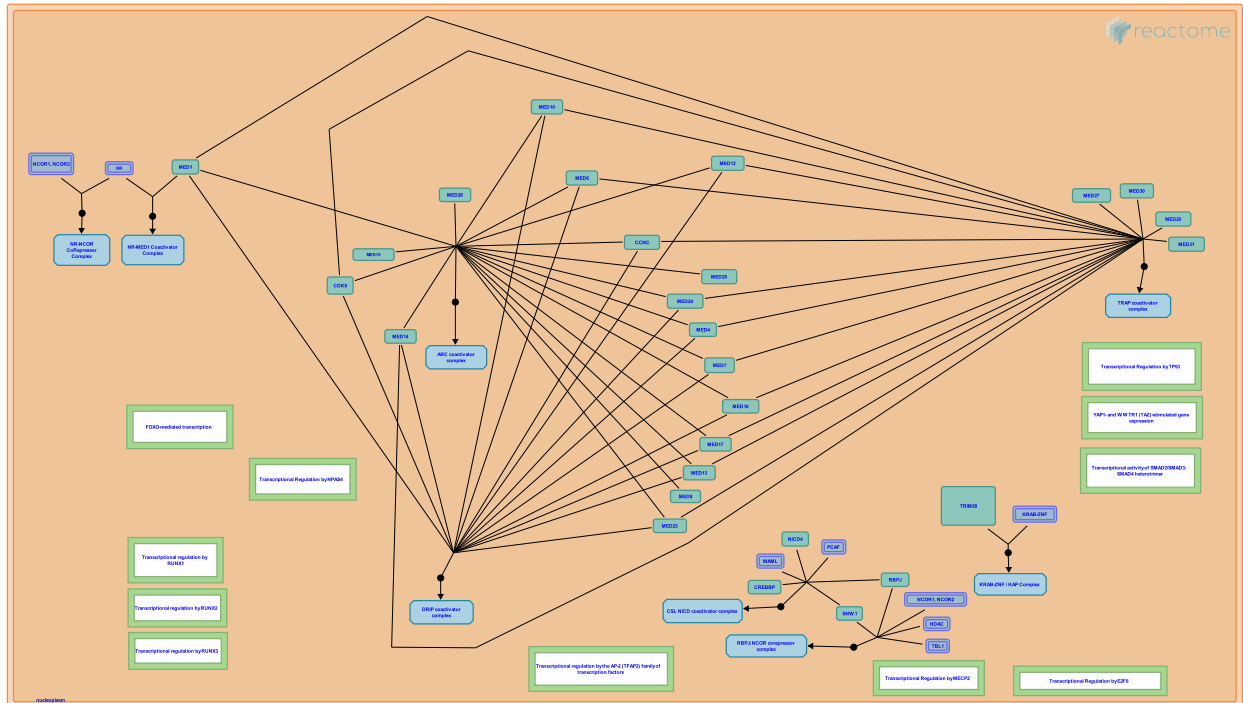 reactome
MED10
NCOR1, NCOR2
NR
MED1
MED12
MED6
MED26
MED27
MED30
MED20
MED31
NR-NCOR
CoRepressor
Complex
NR-MED1 Coactivator
Complex
MED15
CCNC
CDK8
MED25
MED24
TRAP coactivator
complex
MED14
MED4
ARC coactivator
complex
MED7
Transcriptional Regulation by TP53
MED16
YAP1- and WWTR1 (TAZ)-stimulated gene
expression
FOXO-mediated transcription
MED17
MED13
Transcriptional activity of SMAD2/SMAD3:
SMAD4 heterotrimer
Transcriptional Regulation by NPAS4
MED8
MED23
TRIM28
KRAB-ZNF
NICD4
PCAF
MAML
Transcriptional regulation by
RUNX1
CREBBP
RBPJ
KRAB-ZNF / KAP Complex
NCOR1, NCOR2
Transcriptional regulation by RUNX2
DRIP coactivator
complex
CSL NICD coactivator complex
SNW1
HDAC
RBPJ:NCOR corepressor
complex
TBL1
Transcriptional regulation by RUNX3
Transcriptional regulation by the AP-2 (TFAP2) family of
transcription factors
Transcriptional Regulation by MECP2
Transcriptional Regulation by E2F6
nucleoplasm